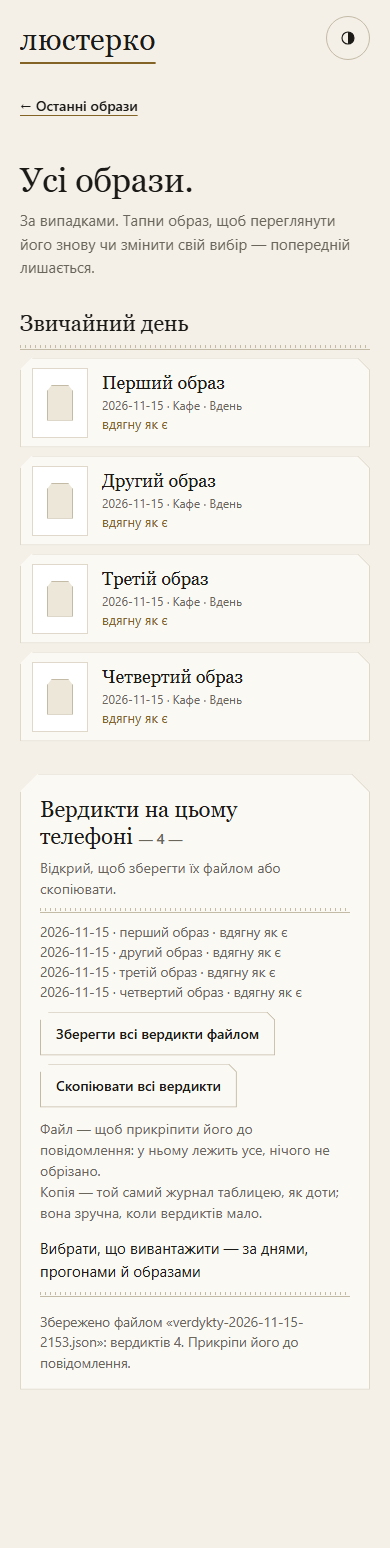 люстерко
← Останні образи
Усі образи.
За випадками. Тапни образ, щоб переглянути
його знову чи змінити свій вибір — попередній
лишається.
Звичайний день
Перший образ
2026-11-15 · Кафе · Вдень
вдягну як є
Другий образ
2026-11-15 · Кафе · Вдень
вдягну як є
Третій образ
2026-11-15 · Кафе · Вдень
вдягну як є
Четвертий образ
2026-11-15 · Кафе · Вдень
вдягну як є
Вердикти на цьому
телефоні — 4 —
Відкрий, щоб зберегти їх файлом або
скопіювати.
2026-11-15 · перший образ · вдягну як є
2026-11-15 · другий образ · вдягну як є
2026-11-15 · третій образ · вдягну як є
2026-11-15 · четвертий образ · вдягну як є
Зберегти всі вердикти файлом
Скопіювати всі вердикти
Файл — щоб прикріпити його до
повідомлення: у ньому лежить усе, нічого не
обрізано.
Копія — той самий журнал таблицею, як доти;
вона зручна, коли вердиктів мало.
Вибрати, що вивантажити — за днями,
прогонами й образами
Збережено файлом «verdykty-2026-11-15-
2153.json»: вердиктів 4. Прикріпи його до
повідомлення.